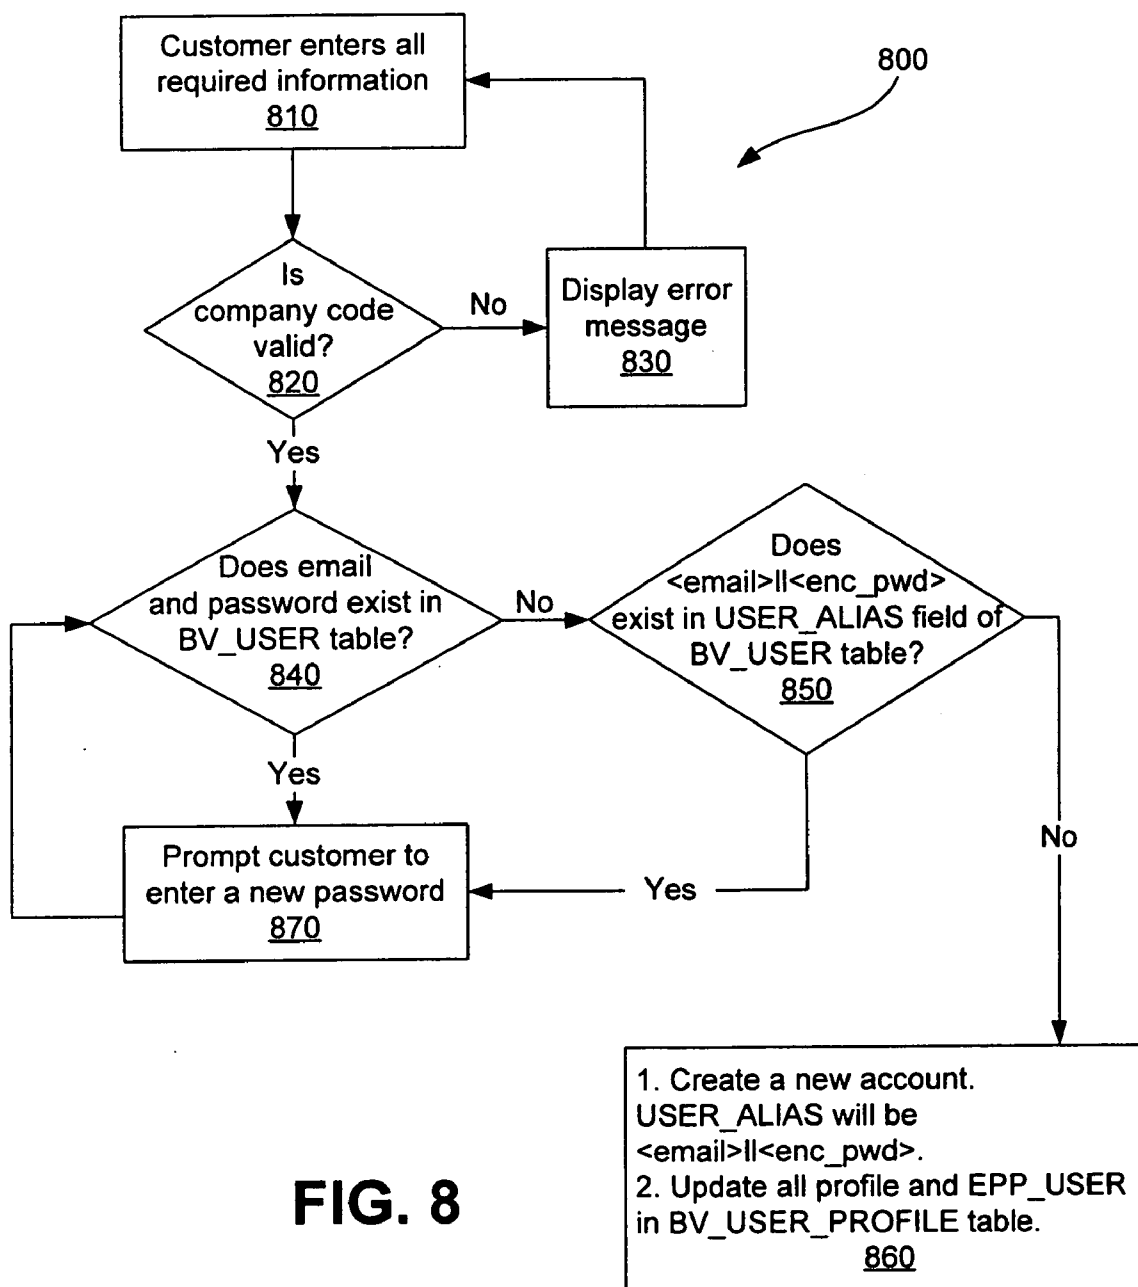 Customer enters all
required information
810
800
Is
company code
valid?
820
No
Display error
message
830
Yes
Does email
and password exist in
BV_USER table?
840
No
Does
<email>ll<enc_pwd>
exist in USER_ALIAS field of
BV_USER table?
850
Yes
No
Prompt customer to
enter a new password
870
Yes
1. Create a new account.
USER_ALIAS will be
<email>ll<enc_pwd>.
2. Update all profile and EPP_USER
in BV_USER_PROFILE table.
860
FIG. 8